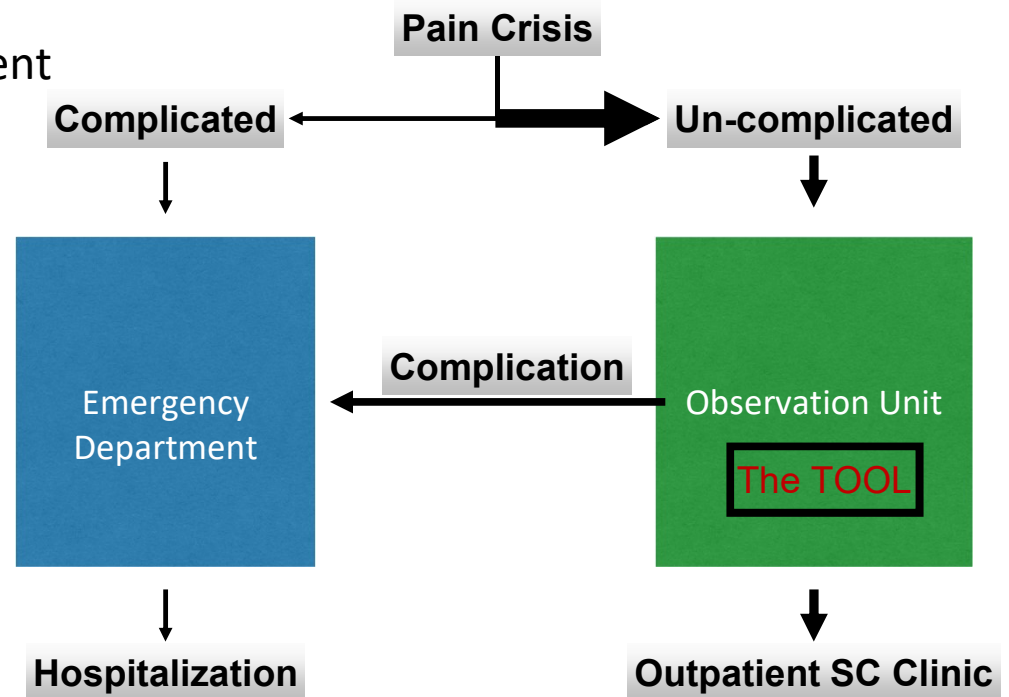 Pain Crisis
Complicated
Un-complicated
Complication
Emergency
Department
Observation Unit
The TOOL
Hospitalization
Outpatient SC Clinic